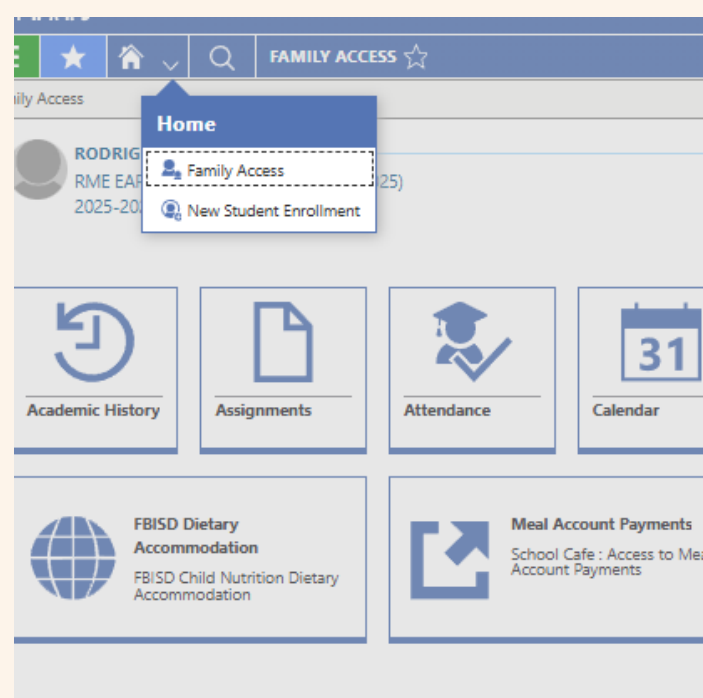 FAMILY ACCESS
ily Access
Home
RODRIG
Family Access
RME EAR
25)
New Student Enrollment
2025-20
31
Academic History
Assignments
Attendance
Calendar
FBISD Dietary
Accommodation
FBISD Child Nutrition Dietary
Accommodation
Meal Account Payments
School Cafe : Access to Mea
Account Payments